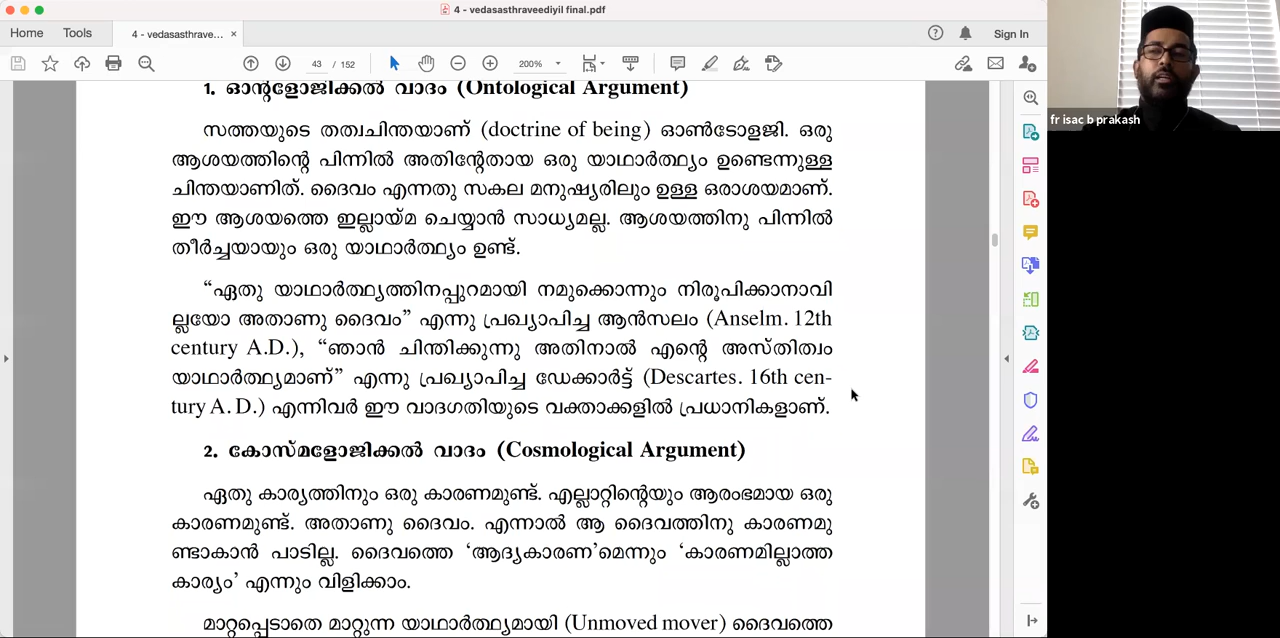 4 - vedasasthraveediyil final.pdf
Home Tools 4 - vedasasthrave... × Sign In
43 / 152 200%
fr isac b prakash
1. ഓന്റളോജിക്കൽ വാദം (Ontological Argument)
സത്തയുടെ തത്വചിന്തയാണ് (doctrine of being) ഓൺടോളജി. ഒരു
ആശയത്തിന്റെ പിന്നിൽ അതിന്റേതായ ഒരു യാഥാർത്ഥ്യം ഉണ്ടെന്നുള്ള
ചിന്തയാണിത്. ദൈവം എന്നതു സകല മനുഷ്യരിലും ഉള്ള ഒരാശയമാണ്.
ഈ ആശയത്തെ ഇല്ലായ്മ ചെയ്യാൻ സാധ്യമല്ല. ആശയത്തിനു പിന്നിൽ
തീർച്ചയായും ഒരു യാഥാർത്ഥ്യം ഉണ്ട്.
“ഏതു യാഥാർത്ഥ്യത്തിനപ്പുറമായി നമുക്കൊന്നും നിരൂപിക്കാനാവി
ല്ലയോ അതാണു ദൈവം” എന്നു പ്രഖ്യാപിച്ച ആൻസലം (Anselm. 12th
century A.D.), “ഞാൻ ചിന്തിക്കുന്നു അതിനാൽ എന്റെ അസ്തിത്വം
യാഥാർത്ഥ്യമാണ്” എന്നു പ്രഖ്യാപിച്ച ഡേക്കാർട്ട് (Descartes. 16th cen-
tury A. D.) എന്നിവർ ഈ വാദഗതിയുടെ വക്താക്കളിൽ പ്രധാനികളാണ്.
2. കോസ്മളോജിക്കൽ വാദം (Cosmological Argument)
ഏതു കാര്യത്തിനും ഒരു കാരണമുണ്ട്. എല്ലാറ്റിന്റെയും ആരംഭമായ ഒരു
കാരണമുണ്ട്. അതാണു ദൈവം. എന്നാൽ ആ ദൈവത്തിനു കാരണമു
ണ്ടാകാൻ പാടില്ല. ദൈവത്തെ ‘ആദ്യകാരണ’മെന്നും ‘കാരണമില്ലാത്ത
കാര്യം’ എന്നും വിളിക്കാം.
മാറ്റപ്പെടാതെ മാറ്റുന്ന യാഥാർത്ഥ്യമായി (Unmoved mover) ദൈവത്തെ